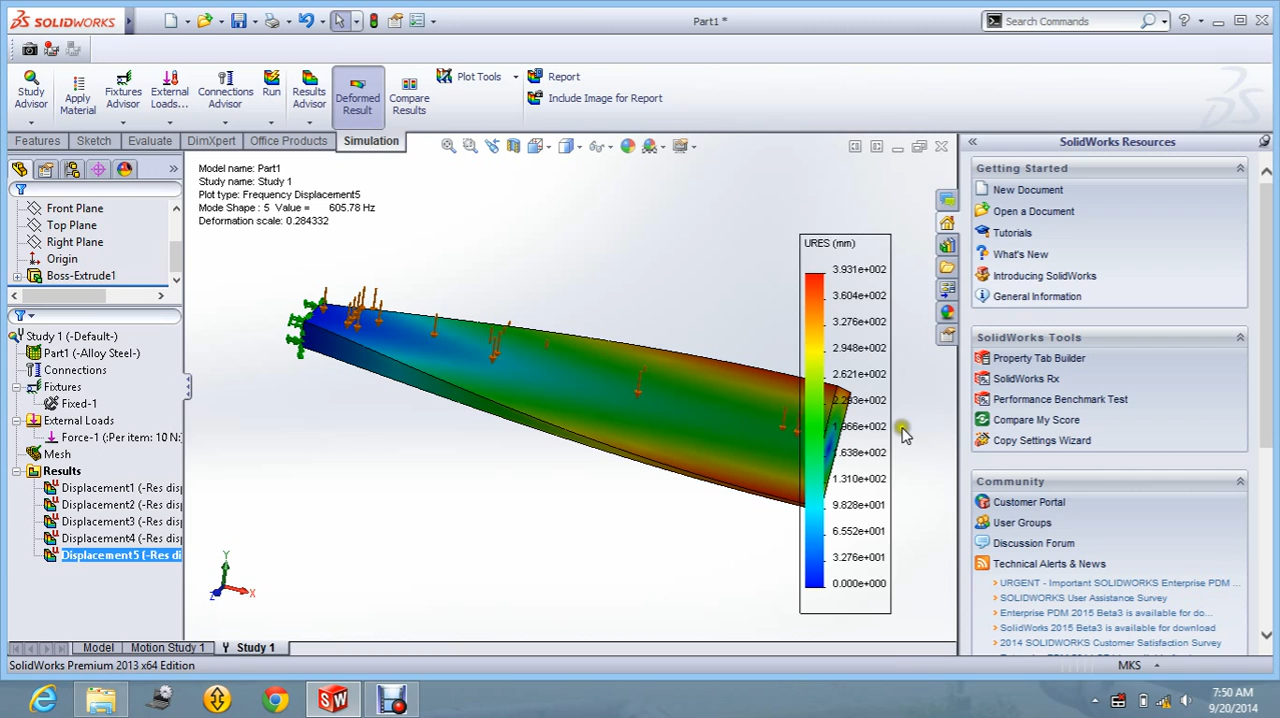 SOLIDWORKS
Part1 *
Search Commands
Study Advisor
Apply Material
Fixtures Advisor
External Loads...
Connections Advisor
Run
Results Advisor
Deformed Result
Compare Results
Plot Tools
Report
Include Image for Report
Features
Sketch
Evaluate
DimXpert
Office Products
Simulation
Front Plane
Top Plane
Right Plane
Origin
Boss-Extrude1
Study 1 (-Default-)
Part1 (-Alloy Steel-)
Connections
Fixtures
Fixed-1
External Loads
Force-1 (:Per item: 10 N:
Mesh
Results
Displacement1 (-Res disp
Displacement2 (-Res disp
Displacement3 (-Res disp
Displacement4 (-Res disp
Displacement5 (-Res di
Model name: Part1
Study name: Study 1
Plot type: Frequency Displacement5
Mode Shape : 5 Value = 605.78 Hz
Deformation scale: 0.284332
URES (mm)
3.931e+002
3.604e+002
3.276e+002
2.948e+002
2.621e+002
2.293e+002
1.966e+002
1.638e+002
1.310e+002
9.828e+001
6.552e+001
3.276e+001
0.000e+000
Y
X
Z
SolidWorks Resources
Getting Started
New Document
Open a Document
Tutorials
What's New
Introducing SolidWorks
General Information
SolidWorks Tools
Property Tab Builder
SolidWorks Rx
Performance Benchmark Test
Compare My Score
Copy Settings Wizard
Community
Customer Portal
User Groups
Discussion Forum
Technical Alerts & News
URGENT - Important SOLIDWORKS Enterprise PDM ...
SOLIDWORKS User Assistance Survey
Enterprise PDM 2015 Beta3 is available for do...
SolidWorks 2015 Beta3 is available for download
2014 SOLIDWORKS Customer Satisfaction Survey
Model
Motion Study 1
Study 1
SolidWorks Premium 2013 x64 Edition
MKS
7:50 AM
9/20/2014